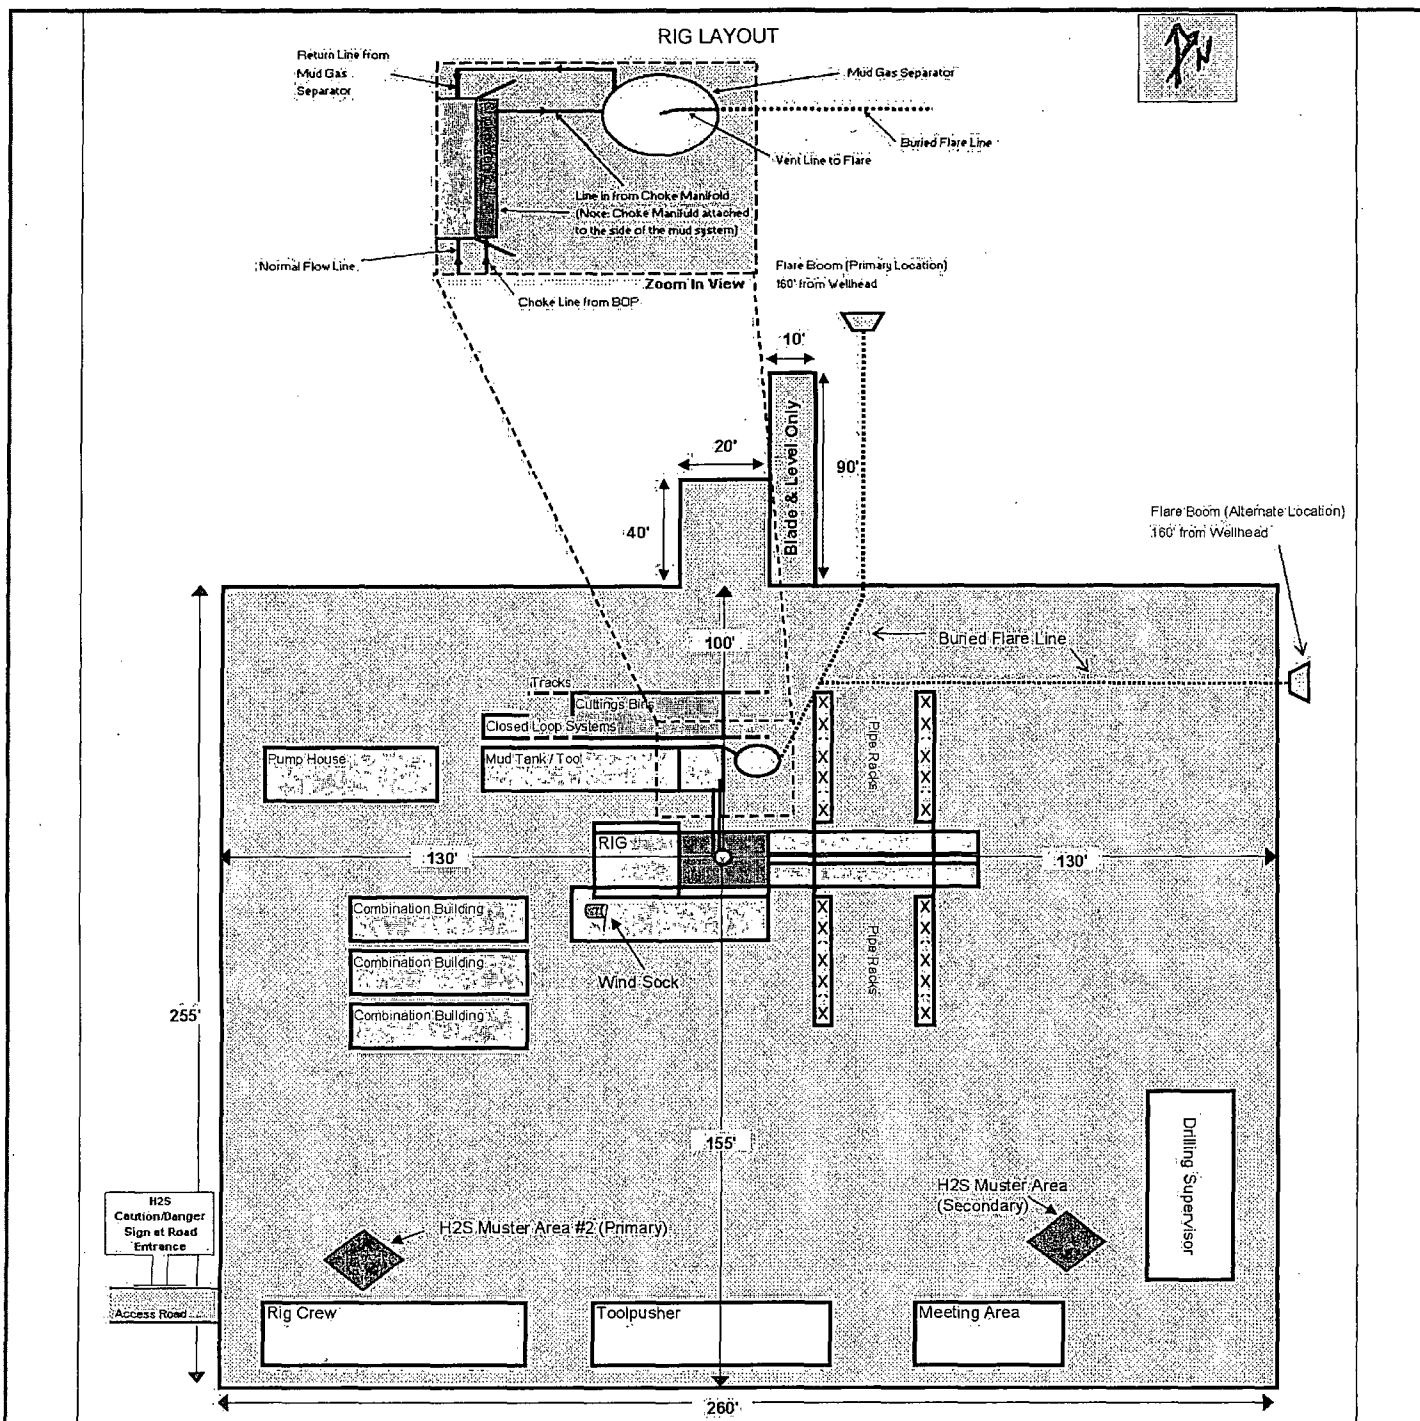 RIG LAYOUT
N
Return Line from
Mud Gas
Separator
Mud Gas Separator
Buried Flare Line
Vent Line to Flare
Line in from Choke Manifold
(Note: Choke Manifold attached
to the side of the mud system)
Normal Flow Line
Zoom In View
Choke Line from BOP
Flare Boom (Primary Location)
160' from Wellhead
10'
20'
Blade & Level Only
90'
40'
Flare Boom (Alternate Location)
160' from Wellhead
100'
Buried Flare Line
Tracks
Cuttings Bins
Closed Loop Systems
Pump House
Mud Tank / Tool
X
X
X
X
X
Pipe Racks
X
X
X
X
X
RIG
130'
130'
Combination Building
Combination Building
Combination Building
Wind Sock
X
X
X
X
X
Pipe Racks
X
X
X
X
X
255'
155'
Drilling Supervisor
H2S
Caution/Danger
Sign at Road
Entrance
H2S Muster Area #2 (Primary)
H2S Muster Area
(Secondary)
Access Road
Rig Crew
Toolpusher
Meeting Area
260'